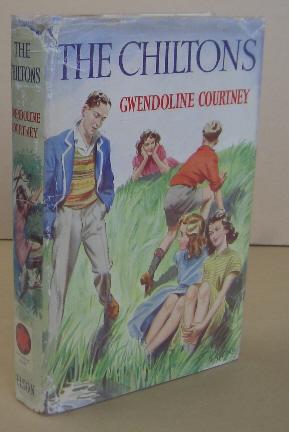 THE CHILTONS
GWENDOLINE COURTNEY
THE
CHILTONS
GWENDOLINE
COURTNEY
NELSON